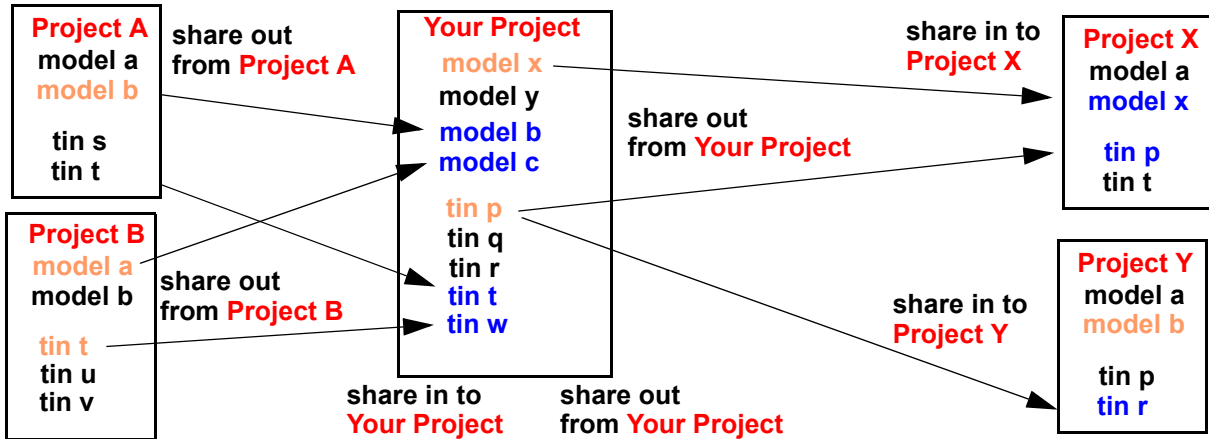 Project A
model a
model b
tin s
tin t
share out
from Project A
Project B
model a
model b
tin t
tin u
tin v
share out
from Project B
Your Project
model x
model y
model b
model c
tin p
tin q
tin r
tin t
tin w
share in to
Your Project
share out
from Your Project
share out
from Your Project
share in to
Project X
Project X
model a
model x
tin p
tin t
share in to
Project Y
Project Y
model a
model b
tin p
tin r